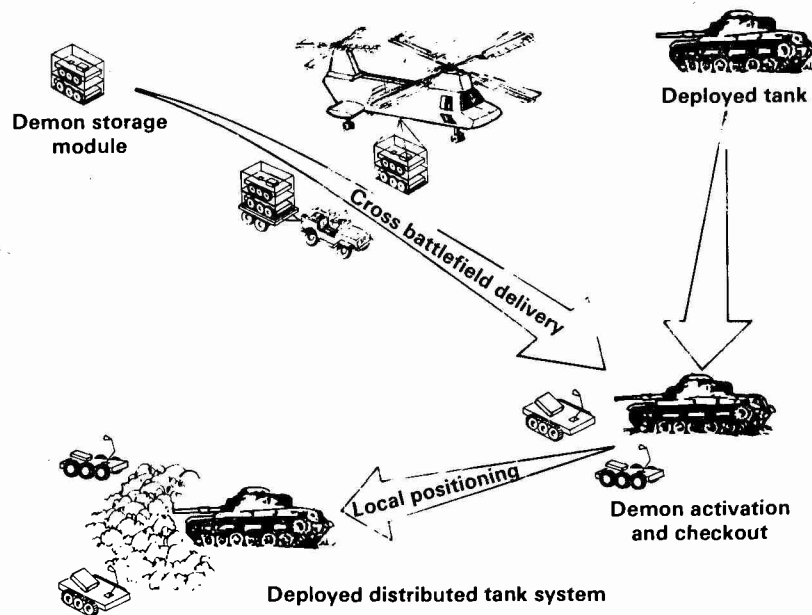 Demon storage
module
Deployed tank
Cross battlefield delivery
Local positioning
Demon activation
and checkout
Deployed distributed tank system